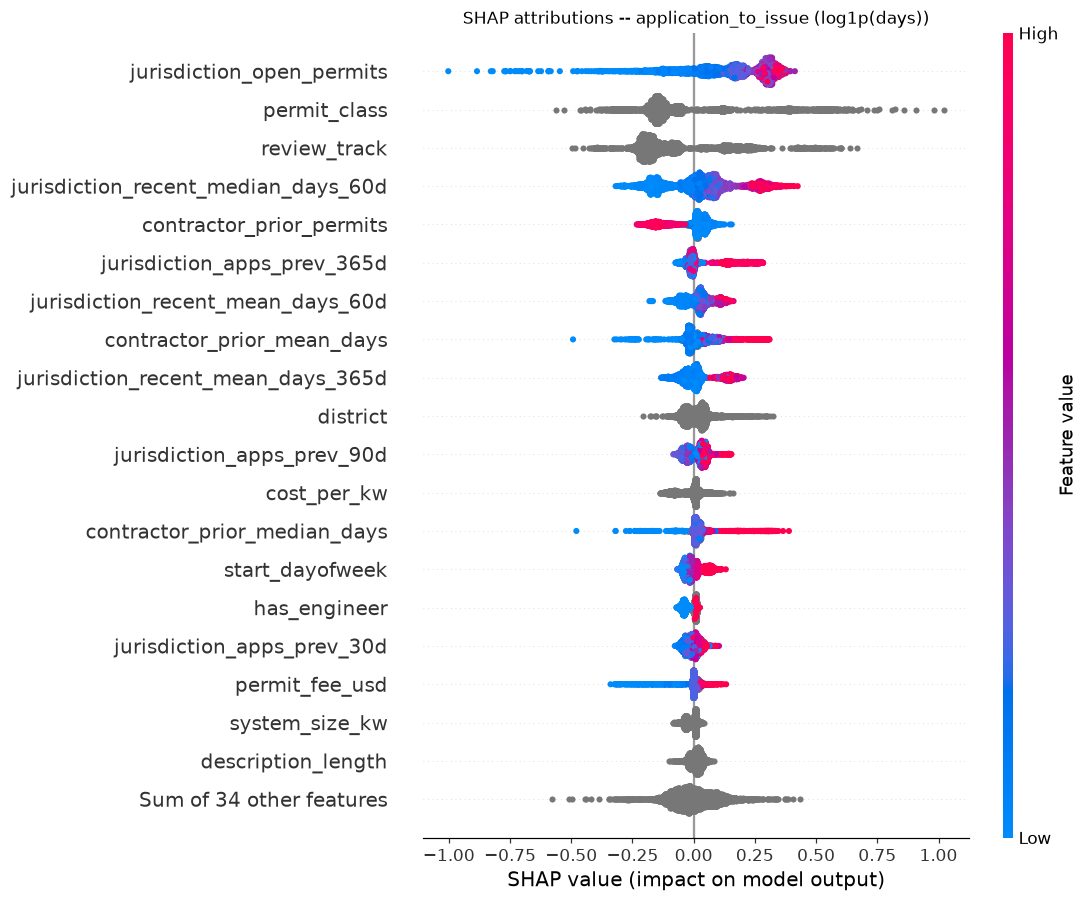 SHAP attributions -- application_to_issue (log1p(days))
High
jurisdiction_open_permits
permit_class
review_track
jurisdiction_recent_median_days_60d
contractor_prior_permits
jurisdiction_apps_prev_365d
jurisdiction_recent_mean_days_60d
contractor_prior_mean_days
jurisdiction_recent_mean_days_365d
district
jurisdiction_apps_prev_90d
cost_per_kw
contractor_prior_median_days
start_dayofweek
has_engineer
jurisdiction_apps_prev_30d
permit_fee_usd
system_size_kw
description_length
Sum of 34 other features
Feature value
Low
−1.00 −0.75 −0.50 −0.25 0.00 0.25 0.50 0.75 1.00
SHAP value (impact on model output)